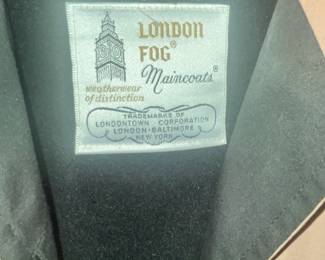 LONDON
FOG®
Maincoats®
weatherwear
of distinction
TRADEMARKS OF
LONDONTOWN CORPORATION
LONDON-BALTIMORE
NEW YORK